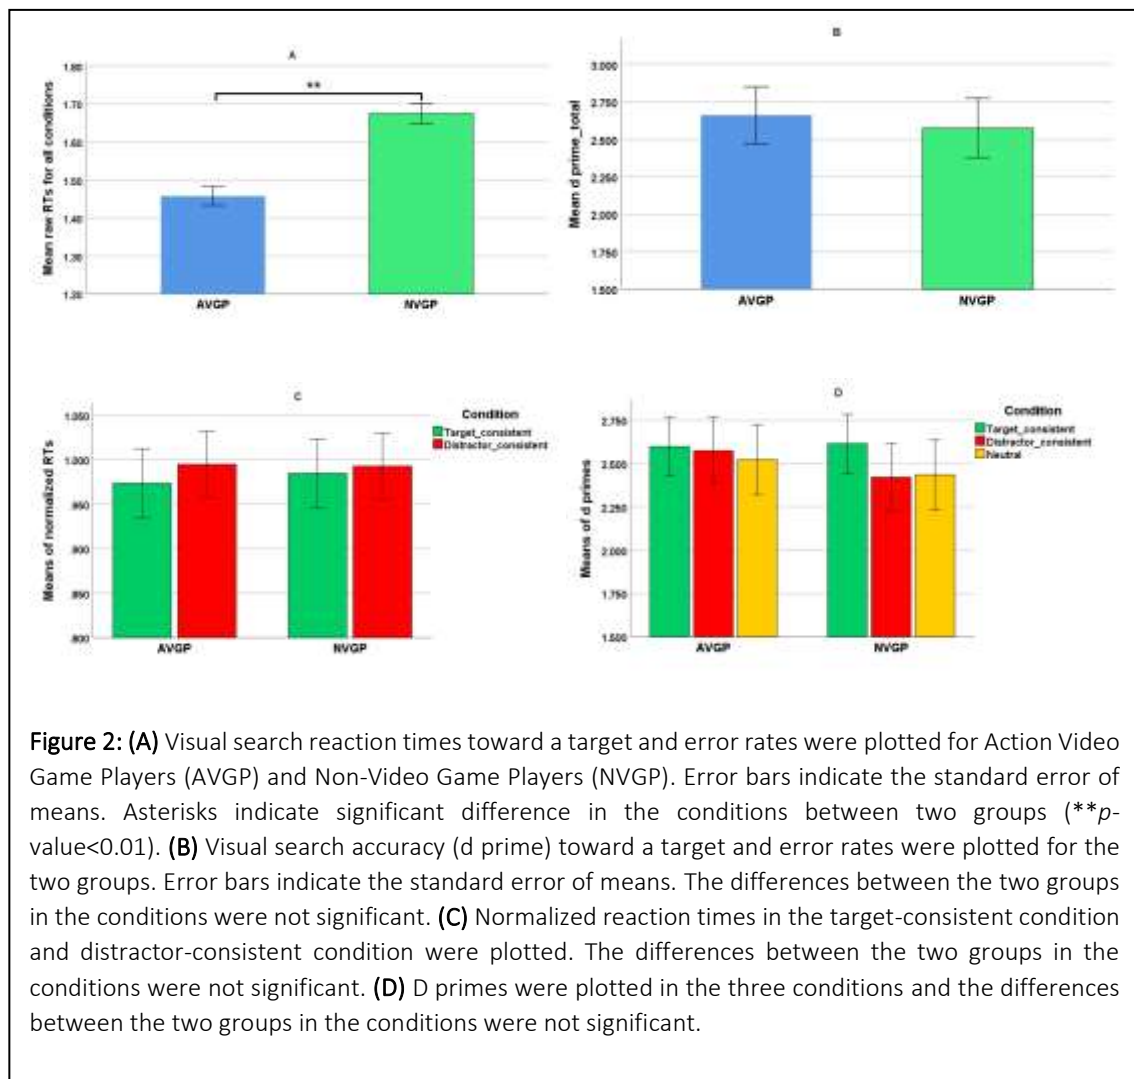 A
Mean raw RTs for all conditions
1.80
1.70
1.60
1.50
1.40
1.30
1.20
**
AVGP
NVGP
B
Mean d prime_total
3.000
2.750
2.500
2.250
2.000
1.750
1.500
AVGP
NVGP
C
Means of normalized RTs
1.050
1.000
.950
.900
.850
.800
AVGP
NVGP
Condition
Target_consistent
Distractor_consistent
D
Means of d primes
2.750
2.500
2.250
2.000
1.750
1.500
AVGP
NVGP
Condition
Target_consistent
Distractor_consistent
Neutral
Figure 2: (A) Visual search reaction times toward a target and error rates were plotted for Action Video
Game Players (AVGP) and Non-Video Game Players (NVGP). Error bars indicate the standard error of
means. Asterisks indicate significant difference in the conditions between two groups (**p-
value<0.01). (B) Visual search accuracy (d prime) toward a target and error rates were plotted for the
two groups. Error bars indicate the standard error of means. The differences between the two groups
in the conditions were not significant. (C) Normalized reaction times in the target-consistent condition
and distractor-consistent condition were plotted. The differences between the two groups in the
conditions were not significant. (D) D primes were plotted in the three conditions and the differences
between the two groups in the conditions were not significant.